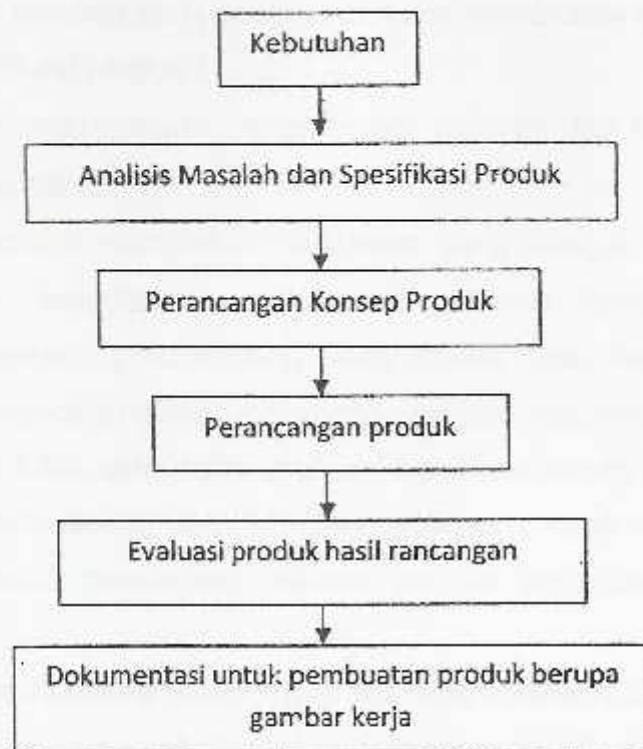 Kebutuhan
Analisis Masalah dan Spesifikasi Produk
Perancangan Konsep Produk
Perancangan produk
Evaluasi produk hasil rancangan
Dokumentasi untuk pembuatan produk berupa
gambar kerja